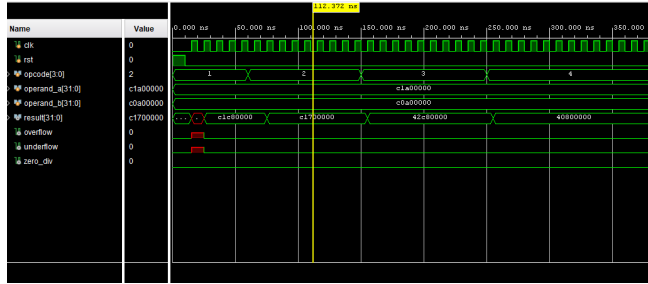 112.372 ns
Name Value 0.000 ns 50.000 ns 100.000 ns 150.000 ns 200.000 ns 250.000 ns 300.000 ns 350.000
clk 0
rst 0
opcode[3:0] 2 1 2 3 4
operand_a[31:0] c1a00000 c1a00000
operand_b[31:0] c0a00000 c0a00000
result[31:0] c1700000 ... . c1c80000 c1700000 42c80000 40800000
overflow 0
underflow 0
zero_div 0